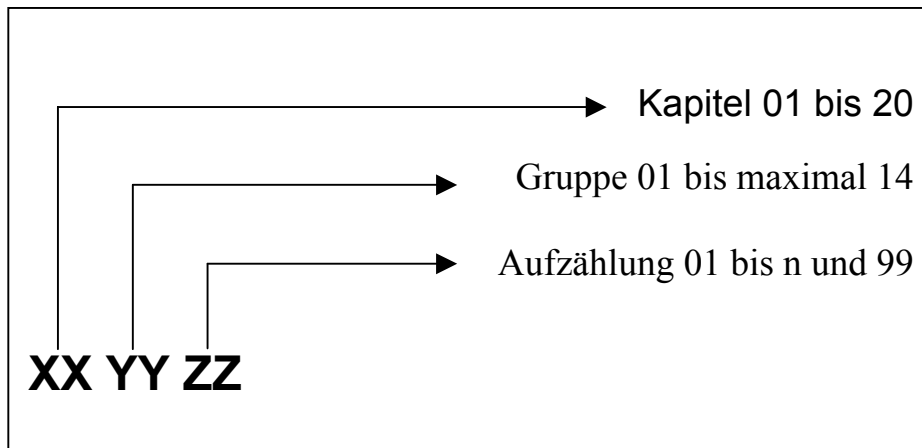 Kapitel 01 bis 20
Gruppe 01 bis maximal 14
Aufzählung 01 bis n und 99
XX YY ZZ